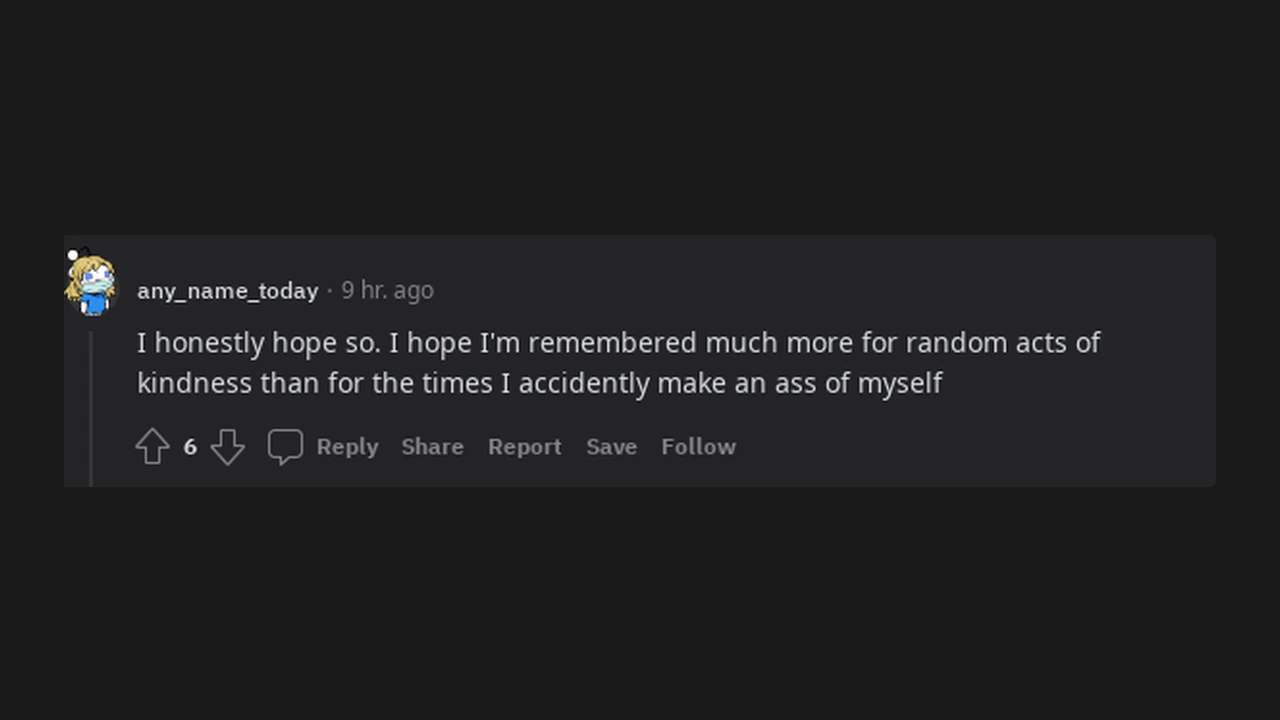 any_name_today · 9 hr. ago
I honestly hope so. I hope I'm remembered much more for random acts of
kindness than for the times I accidently make an ass of myself
6 Reply Share Report Save Follow